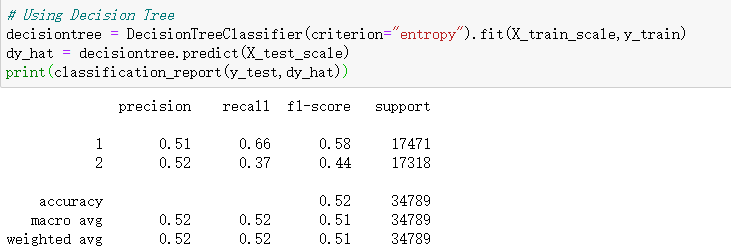 # Using Decision Tree
decisiontree = DecisionTreeClassifier(criterion="entropy").fit(X_train_scale,y_train)
dy_hat = decisiontree.predict(X_test_scale)
print(classification_report(y_test,dy_hat))
precision recall f1-score support
1 0.51 0.66 0.58 17471
2 0.52 0.37 0.44 17318
accuracy 0.52 34789
macro avg 0.52 0.52 0.51 34789
weighted avg 0.52 0.52 0.51 34789